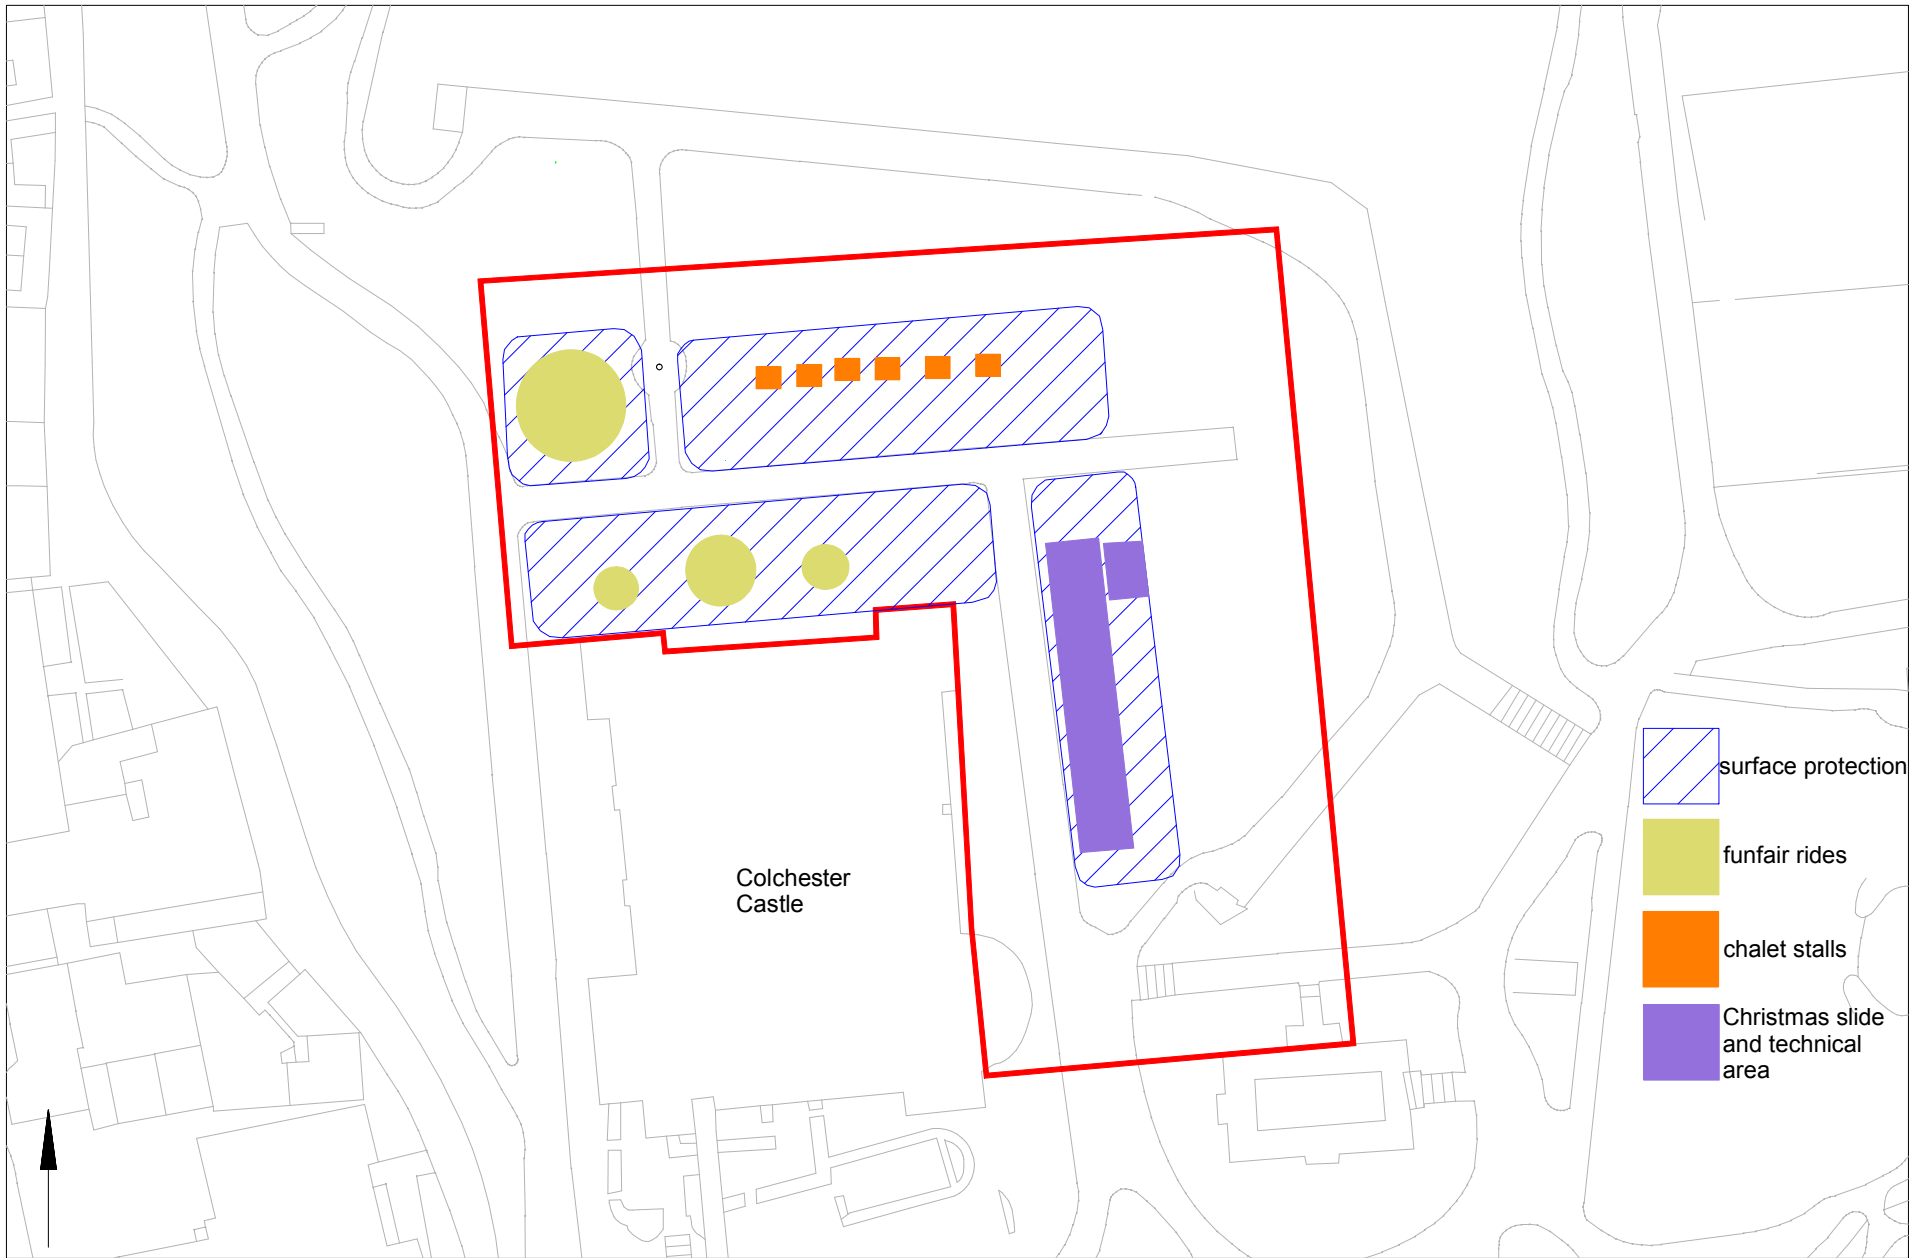 Colchester
Castle
surface protection
funfair rides
chalet stalls
Christmas slide
and technical
area